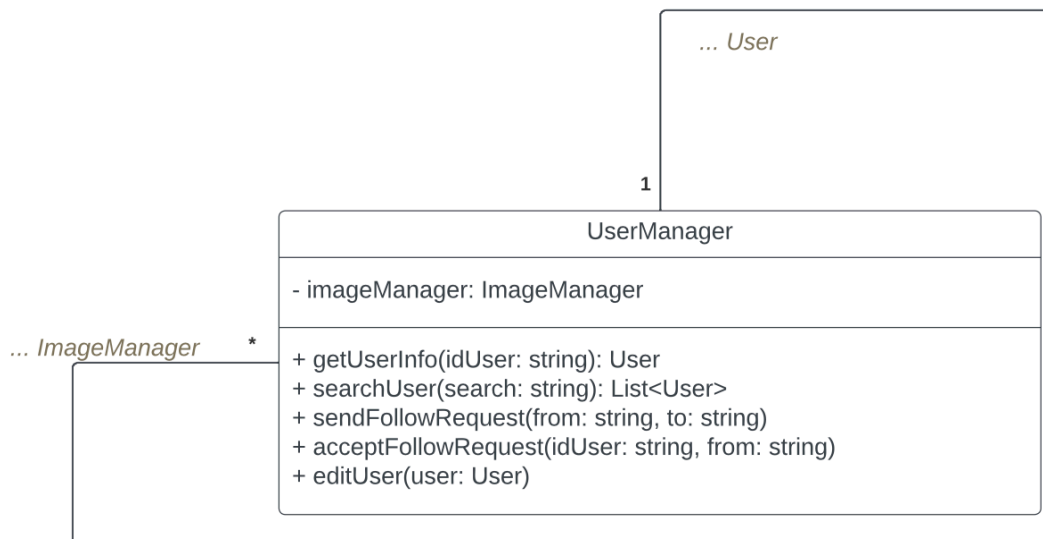 ... User
1
UserManager
- imageManager: ImageManager
... ImageManager
*
+ getUserInfo(idUser: string): User
+ searchUser(search: string): List<User>
+ sendFollowRequest(from: string, to: string)
+ acceptFollowRequest(idUser: string, from: string)
+ editUser(user: User)